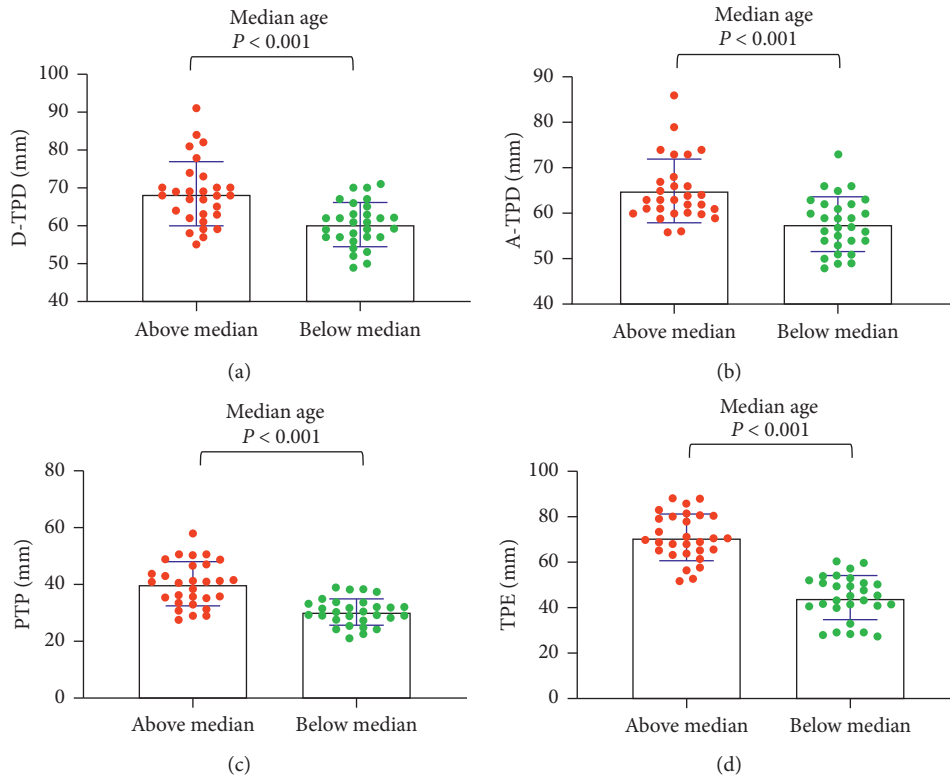 Median age
P < 0.001
100
90
80
70
60
50
40
D-TPD (mm)
Above median
Below median
(a)
Median age
P < 0.001
90
80
70
60
50
40
A-TPD (mm)
Above median
Below median
(b)
Median age
P < 0.001
80
60
40
20
0
PTP (mm)
Above median
Below median
(c)
Median age
P < 0.001
100
80
60
40
20
0
TPE (mm)
Above median
Below median
(d)